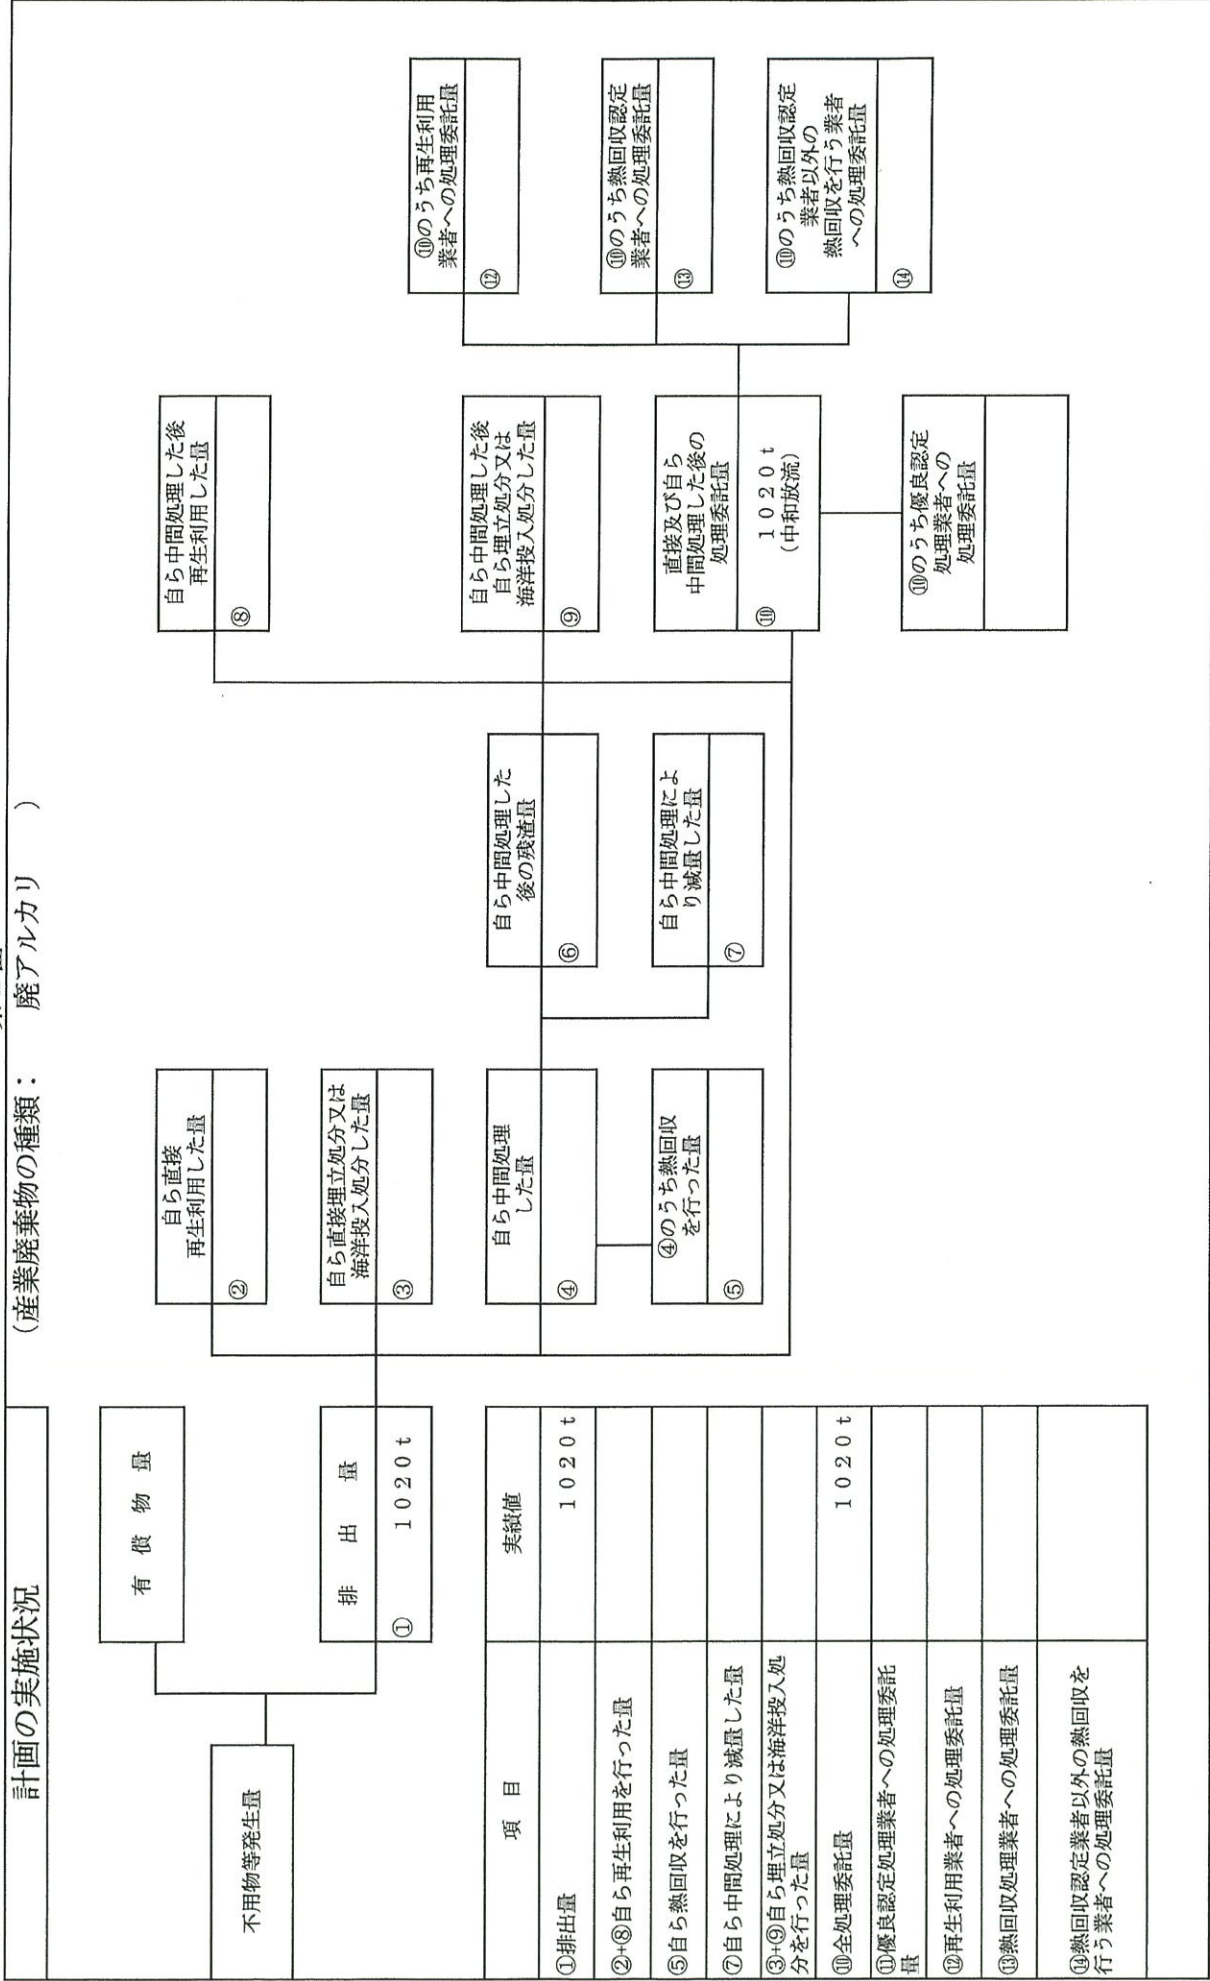 計画の実施状況
(産業廃棄物の種類： 廃アルカリ )
不用物等発生量
有償物量
排出量
① 1020t
自ら直接
再生利用した量
②
自ら直接埋立処分又は
海洋投入処分した量
③
自ら中間処理
した量
④
④のうち熱回収
を行った量
⑤
自ら中間処理した
後の残渣量
⑥
自ら中間処理によ
り減量した量
⑦
自ら中間処理した後
再生利用した量
⑧
自ら中間処理した後
自ら埋立処分又は
海洋投入処分した量
⑨
直接及び自ら
中間処理した後の
処理委託量
⑩ 1020t
(中和放流)
⑩のうち優良認定
処理業者への
処理委託量
⑩のうち再生利用
業者への処理委託量
⑫
⑩のうち熱回収認定
業者への処理委託量
⑬
⑩のうち熱回収認定
業者以外の
熱回収を行う業者
への処理委託量
⑭
項目 実績値
①排出量 1020t
②+⑧自ら再生利用を行った量
⑤自ら熱回収を行った量
⑦自ら中間処理により減量した量
③+⑨自ら埋立処分又は海洋投入処
分を行った量
⑩全処理委託量 1020t
⑪優良認定処理業者への処理委託
量
⑫再生利用業者への処理委託量
⑬熱回収処理業者への処理委託量
⑭熱回収認定業者以外の熱回収を
行う業者への処理委託量